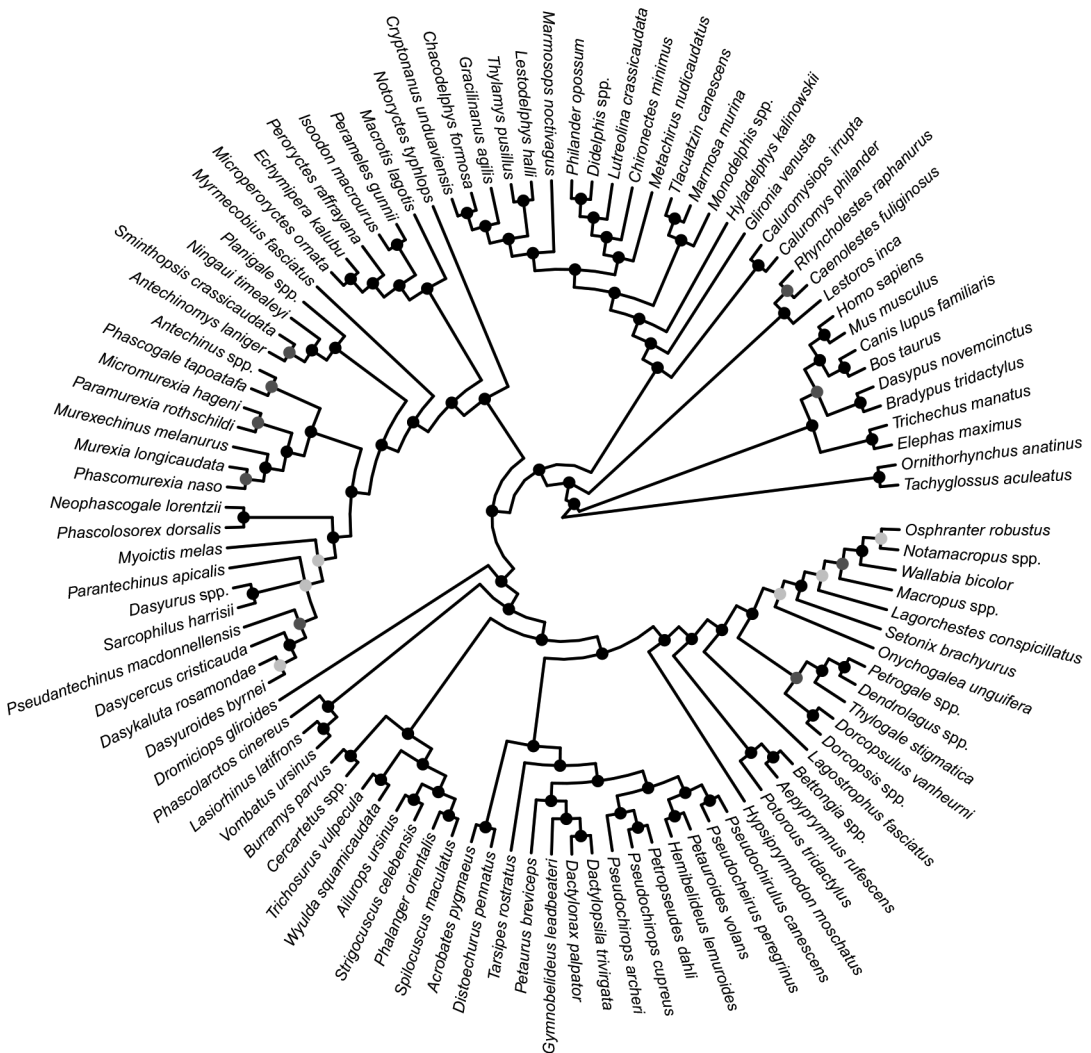 Cryptonanus unduaviensis
Chacodelphys formosa
Gracilinanus agilis
Thylamys pusillus
Lestodelphys halli
Marmosops noctivagus
Philander opossum
Didelphis spp.
Lutreolina crassicaudata
Chironectes minimus
Metachirus nudicaudatus
Tlacuatzin canescens
Marmosa murina
Monodelphis spp.
Hyladelphys kalinowskii
Glironia venusta
Caluromysiops irrupta
Caluromys philander
Rhyncholestes raphanurus
Caenolestes fuliginosus
Lestoros inca
Homo sapiens
Mus musculus
Canis lupus familiaris
Bos taurus
Dasypus novemcinctus
Bradypus tridactylus
Trichechus manatus
Elephas maximus
Ornithorhynchus anatinus
Tachyglossus aculeatus
Osphranter robustus
Notamacropus spp.
Wallabia bicolor
Macropus spp.
Lagorchestes conspicillatus
Setonix brachyurus
Onychogalea unguifera
Petrogale spp.
Dendrolagus spp.
Thylogale stigmatica
Dorcopsulus vanheurni
Dorcopsis spp.
Lagostrophus fasciatus
Bettongia spp.
Aepyprymnus rufescens
Potorous tridactylus
Hypsiprymnodon moschatus
Pseudochirulus canescens
Pseudocheirus peregrinus
Petauroides volans
Hemibelideus lemuroides
Petropseudes dahli
Pseudochirops cupreus
Pseudochirops archeri
Dactylopsila trivirgata
Dactylonax palpator
Gymnobelideus leadbeateri
Petaurus breviceps
Tarsipes rostratus
Distoechurus pennatus
Acrobates pygmaeus
Spilocuscus maculatus
Phalanger orientalis
Strigocuscus celebensis
Ailurops ursinus
Wyulda squamicaudata
Trichosurus vulpecula
Cercartetus spp.
Burramys parvus
Vombatus ursinus
Lasiorhinus latifrons
Phascolarctos cinereus
Dromiciops gliroides
Dasyuroides byrnei
Dasykaluta rosamondae
Dasycercus cristicauda
Pseudantechinus macdonnellensis
Sarcophilus harrisii
Dasyurus spp.
Parantechinus apicalis
Myoictis melas
Phascolosorex dorsalis
Neophascogale lorentzii
Phascomurexia naso
Murexia longicaudata
Murexechinus melanurus
Paramurexia rothschildi
Micromurexia hageni
Phascogale tapoatafa
Antechinus spp.
Antechinomys laniger
Sminthopsis crassicaudata
Ningaui timealeyi
Planigale spp.
Myrmecobius fasciatus
Microperoryctes ornata
Echymipera kalubu
Peroryctes raffrayana
Isoodon macrourus
Perameles gunnii
Macrotis lagotis
Notoryctes typhlops